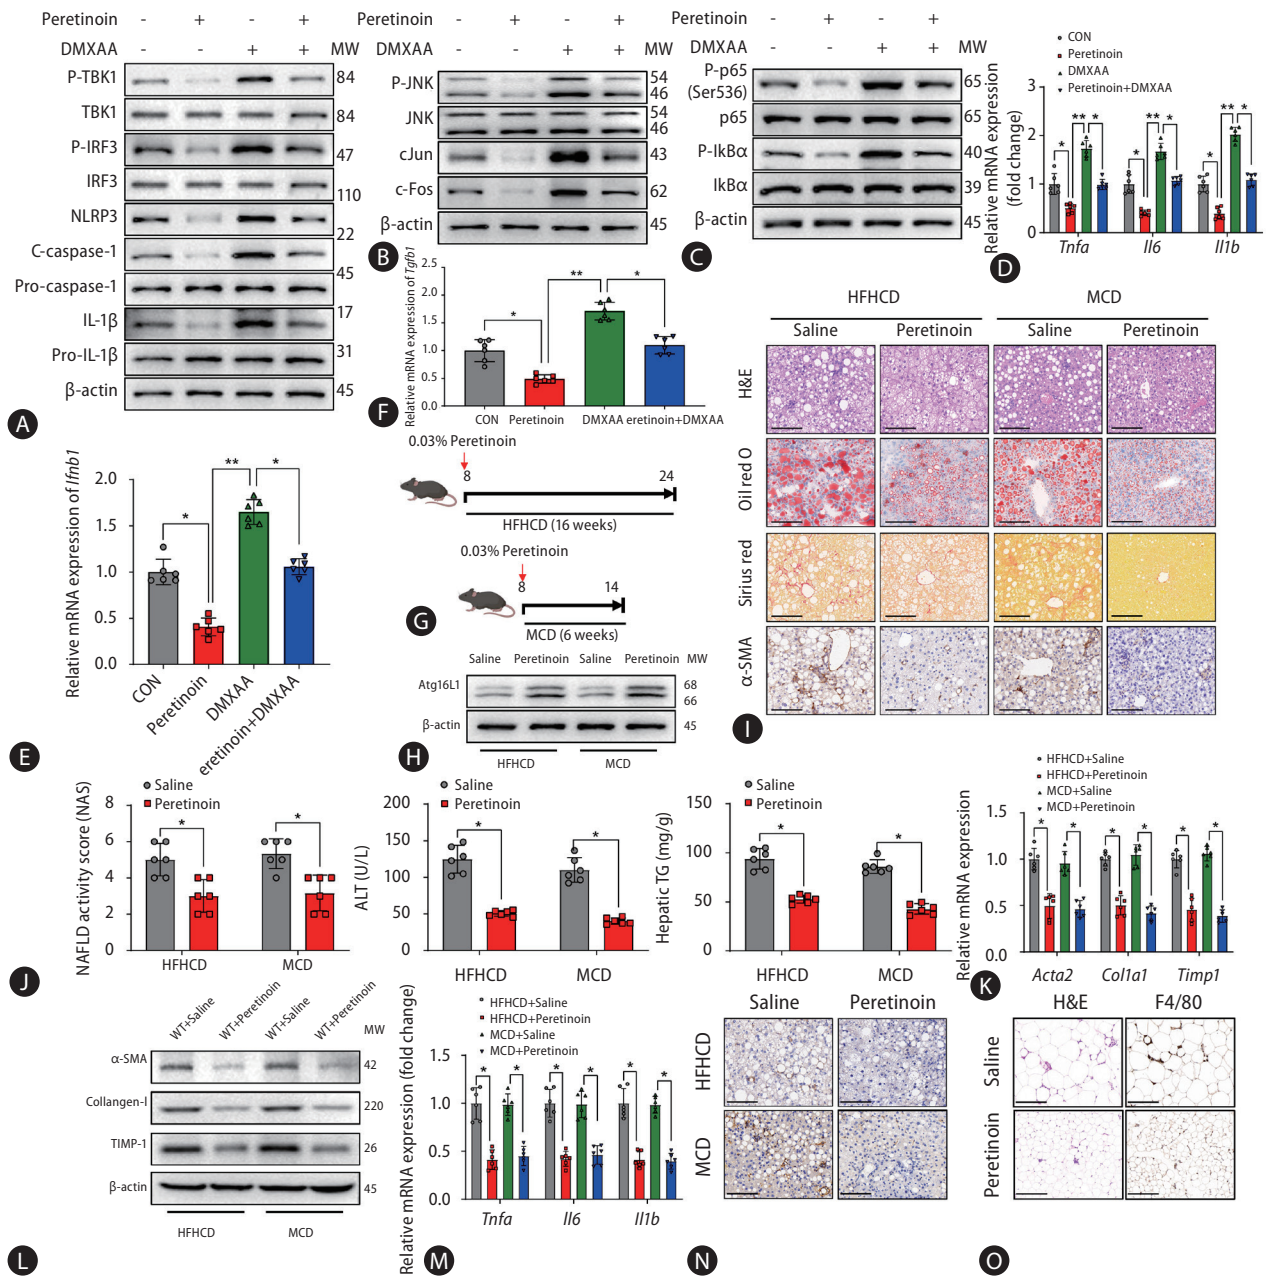 Peretinoin - + - +
DMXAA - - + + MW
P-TBK1 84
TBK1 84
P-IRF3 47
IRF3 110
NLRP3 22
C-caspase-1 45
Pro-caspase-1
IL-1β 17
Pro-IL-1β 31
β-actin 45
A
Peretinoin - + - +
DMXAA - - + + MW
P-JNK 54
46
JNK 54
46
cJun 43
c-Fos 62
β-actin 45
B
Peretinoin - + - +
DMXAA - - + + MW
P-p65
(Ser536) 65
p65 65
P-IkBα 40
IkBα 39
β-actin 45
C
CON
Peretinoin
DMXAA
Peretinoin+DMXAA
Relative mRNA expression
(fold change)
3
2
1
0
* ** * * ** * * ** *
Tnfa Il6 Il1b
D
Relative mRNA expression of Ifnb1
2.0
1.5
1.0
0.5
0.0
* ** *
CON
Peretinoin
DMXAA
eretinoin+DMXAA
E
Relative mRNA expression of Tgfb1
2.5
2.0
1.5
1.0
0.5
0.0
* ** *
CON Peretinoin DMXAA eretinoin+DMXAA
F
0.03% Peretinoin
8 24
HFHCD (16 weeks)
0.03% Peretinoin
8 14
MCD (6 weeks)
G
Saline Peretinoin Saline Peretinoin MW
Atg16L1 68
66
β-actin 45
HFHCD MCD
H
HFHCD MCD
Saline Peretinoin Saline Peretinoin
H&E
Oil red O
Sirius red
α-SMA
I
Saline
Peretinoin
NAFLD activity score (NAS)
8
6
4
2
0
* *
HFHCD MCD
J
Saline
Peretinoin
ALT (U/L)
200
150
100
50
0
* *
HFHCD MCD
Saline
Peretinoin
Hepatic TG (mg/g)
150
100
50
0
* *
HFHCD MCD
HFHCD+Saline
HFHCD+Peretinoin
MCD+Saline
MCD+Peretinoin
Relative mRNA expression
1.5
1.0
0.5
0.0
* * * * * *
Acta2 Col1a1 Timp1
K
WT+Saline WT+Peretinoin WT+Saline WT+Peretinoin MW
α-SMA 42
Collangen-I 220
TIMP-1 26
β-actin 45
HFHCD MCD
L
HFHCD+Saline
HFHCD+Peretinoin
MCD+Saline
MCD+Peretinoin
Relative mRNA expression (fold change)
1.5
1.0
0.5
0.0
* * * * * *
Tnfa Il6 Il1b
M
Saline Peretinoin
HFHCD
MCD
N
H&E F4/80
Saline
Peretinoin
O